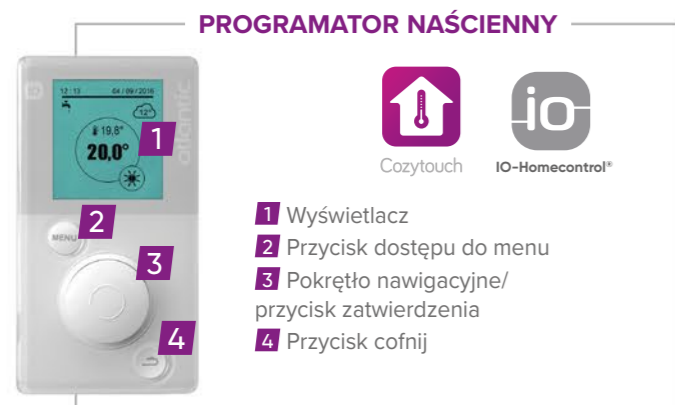 PROGRAMATOR NAŚCIENNY
12 : 13 04 / 09 / 2018
12°
19,8°
20,0°
atlantic
MENU
1
2
3
4
io
Cozytouch
IO-Homecontrol®
1 Wyświetlacz
2 Przycisk dostępu do menu
3 Pokrętło nawigacyjne/
przycisk zatwierdzenia
4 Przycisk cofnij